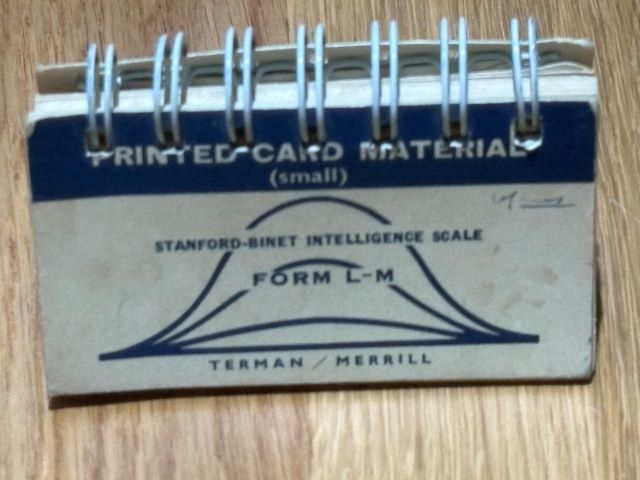 PRINTED CARD MATERIAL
(small)
STANFORD-BINET INTELLIGENCE SCALE
FORM L-M
TERMAN / MERRILL